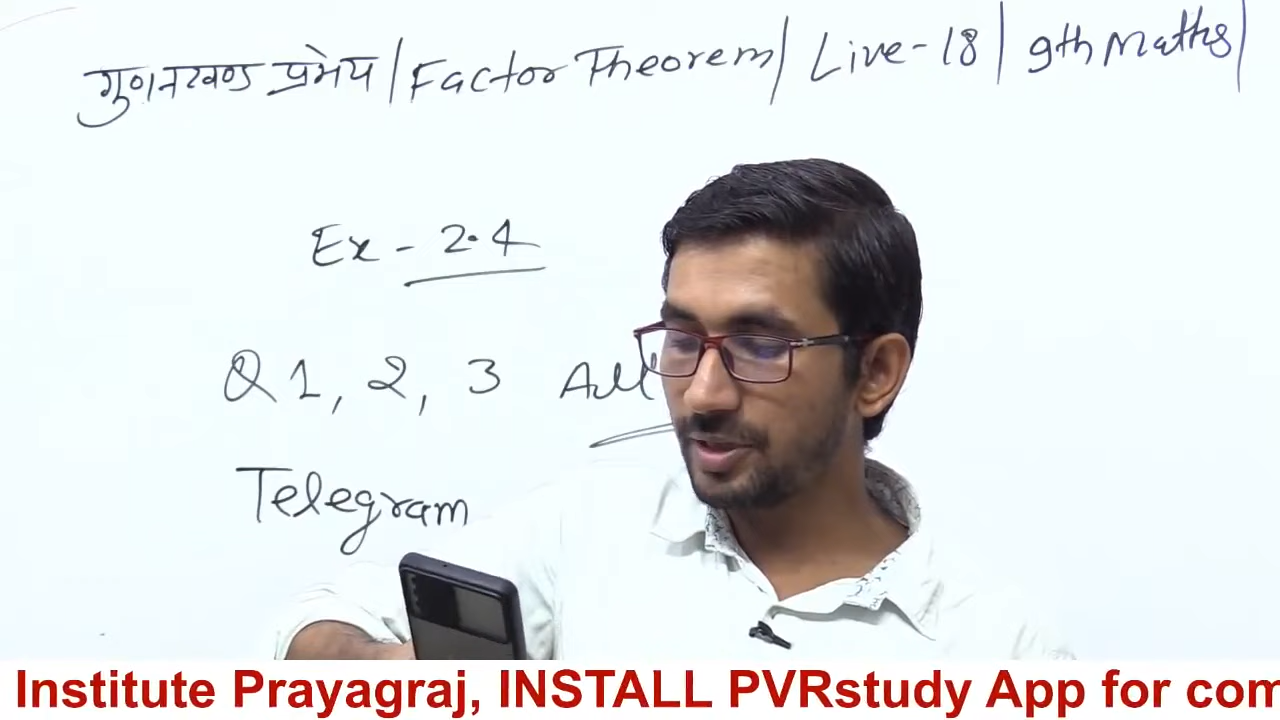 गुणनखण्ड प्रमेय | Factor Theorem | Live-18 | 9th Maths |
Ex - 2.4
Q 1, 2, 3 All
Telegram
Institute Prayagraj, INSTALL PVRstudy App for com